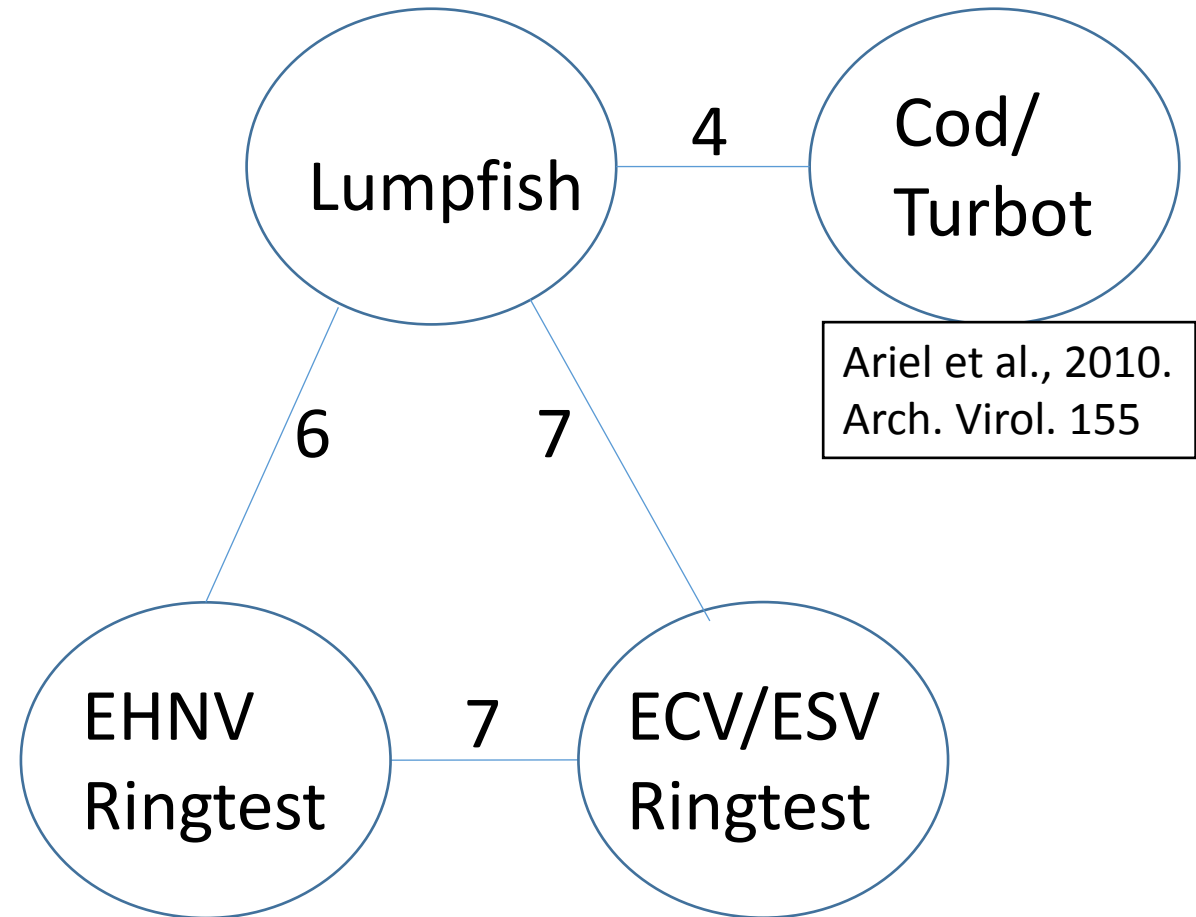 Lumpfish
4
Cod/
Turbot
Ariel et al., 2010.
Arch. Virol. 155
6
7
EHNV
Ringtest
7
ECV/ESV
Ringtest